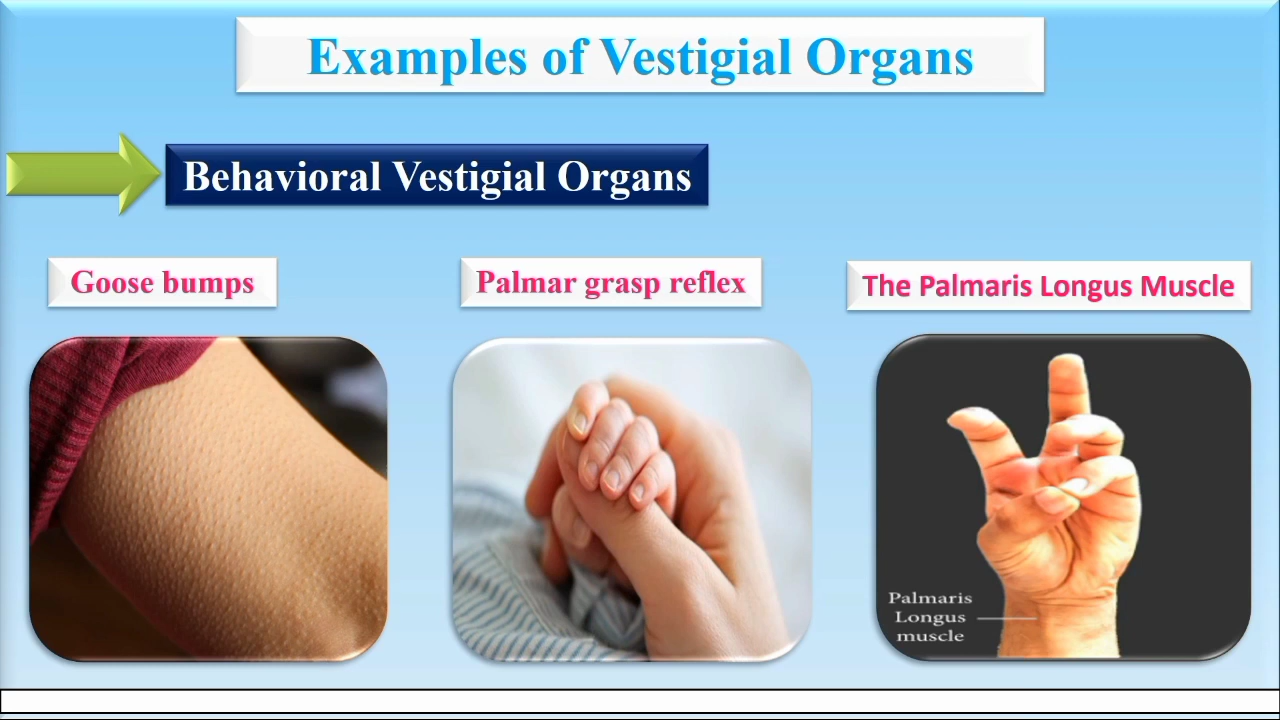 Examples of Vestigial Organs
Behavioral Vestigial Organs
Goose bumps
Palmar grasp reflex
The Palmaris Longus Muscle
Palmaris
Longus
muscle